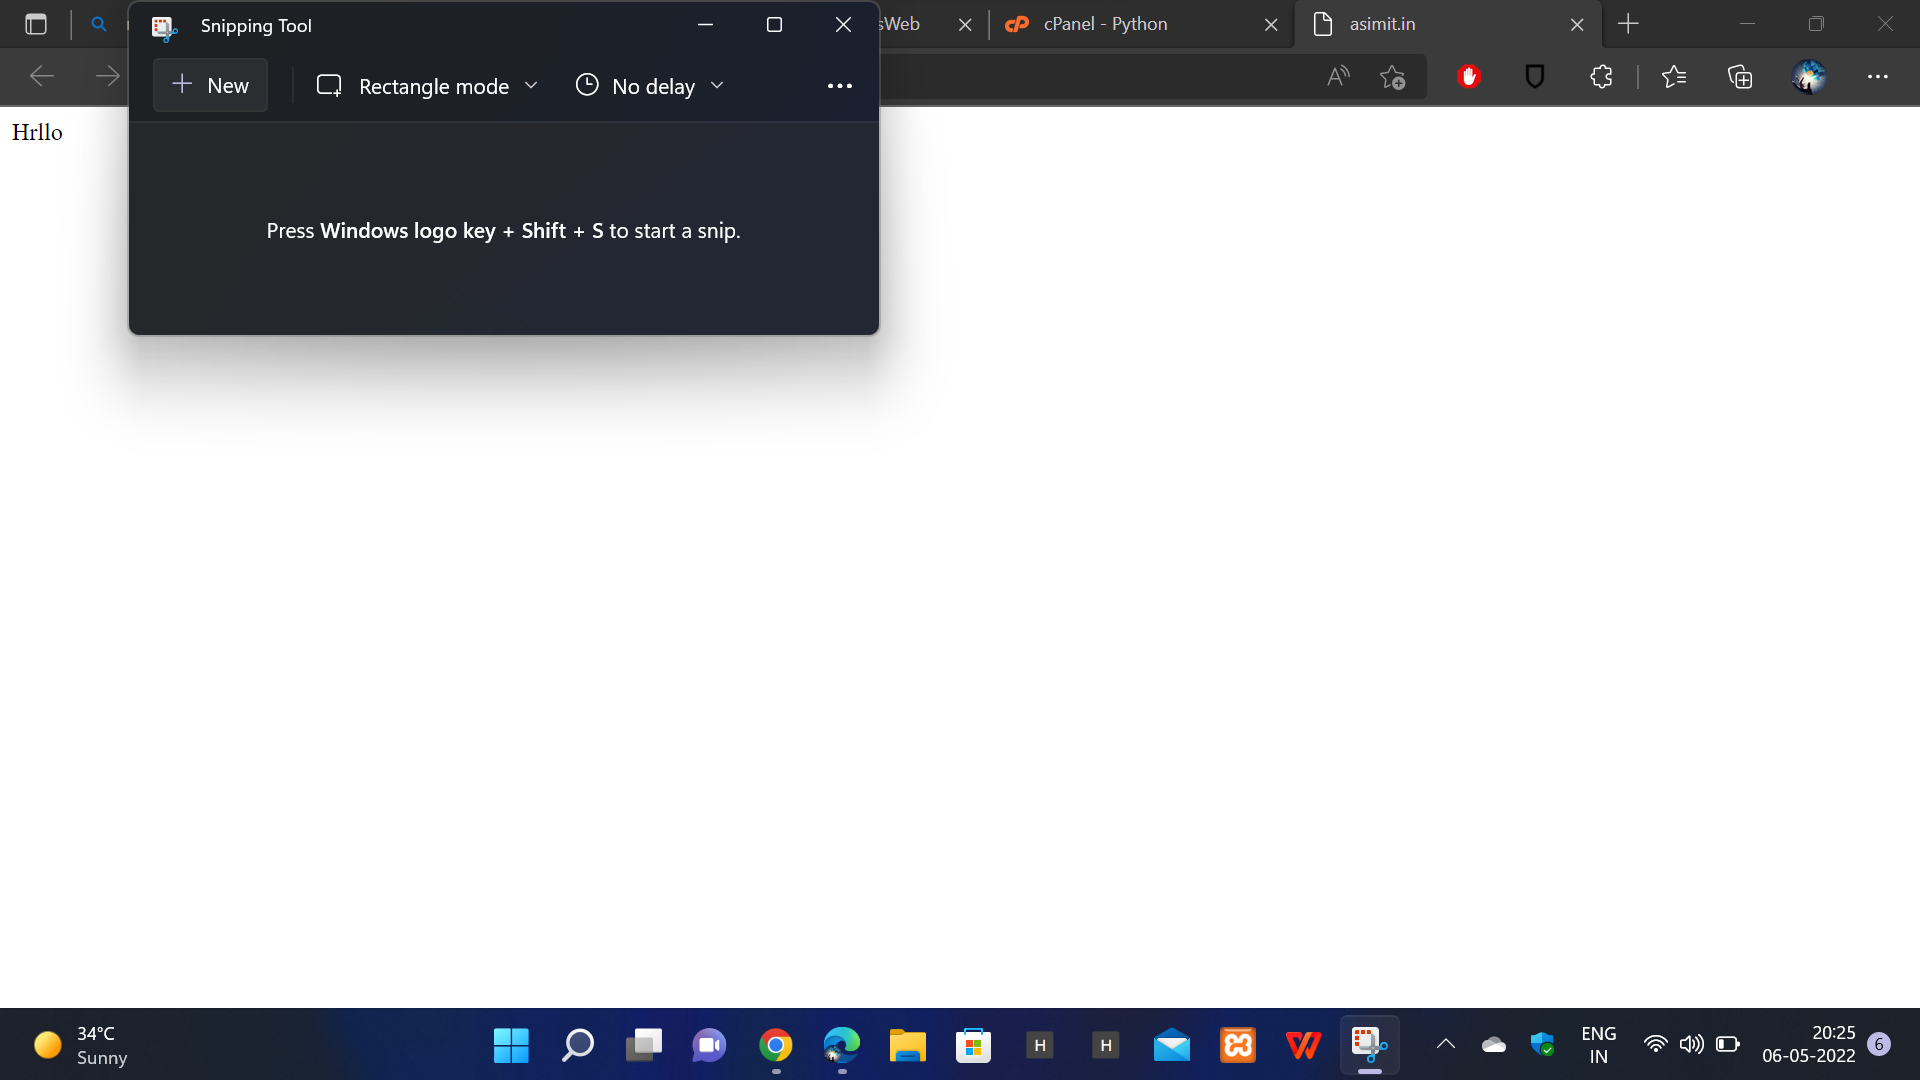 Snipping Tool
sWeb
cPanel - Python
asimit.in
New
Rectangle mode
No delay
Hrllo
Press Windows logo key + Shift + S to start a snip.
34°C
Sunny
H
H
ENG
IN
20:25
06-05-2022
6